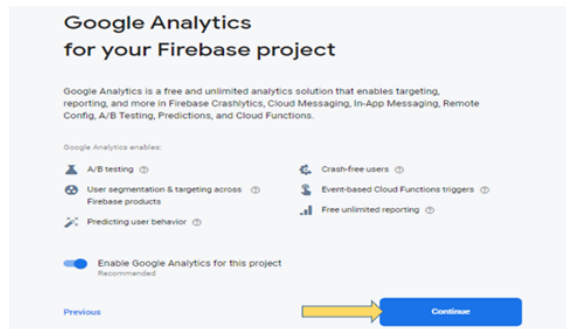 Google Analytics
for your Firebase project
Google Analytics is a free and unlimited analytics solution that enables targeting,
reporting, and more in Firebase Crashlytics, Cloud Messaging, In-App Messaging, Remote
Config, A/B Testing, Predictions, and Cloud Functions.
Google Analytics enables:
A/B testing
Crash-free users
User segmentation & targeting across
Firebase products
Event-based Cloud Functions triggers
Predicting user behavior
Free unlimited reporting
Enable Google Analytics for this project
Recommended
Previous
Continue